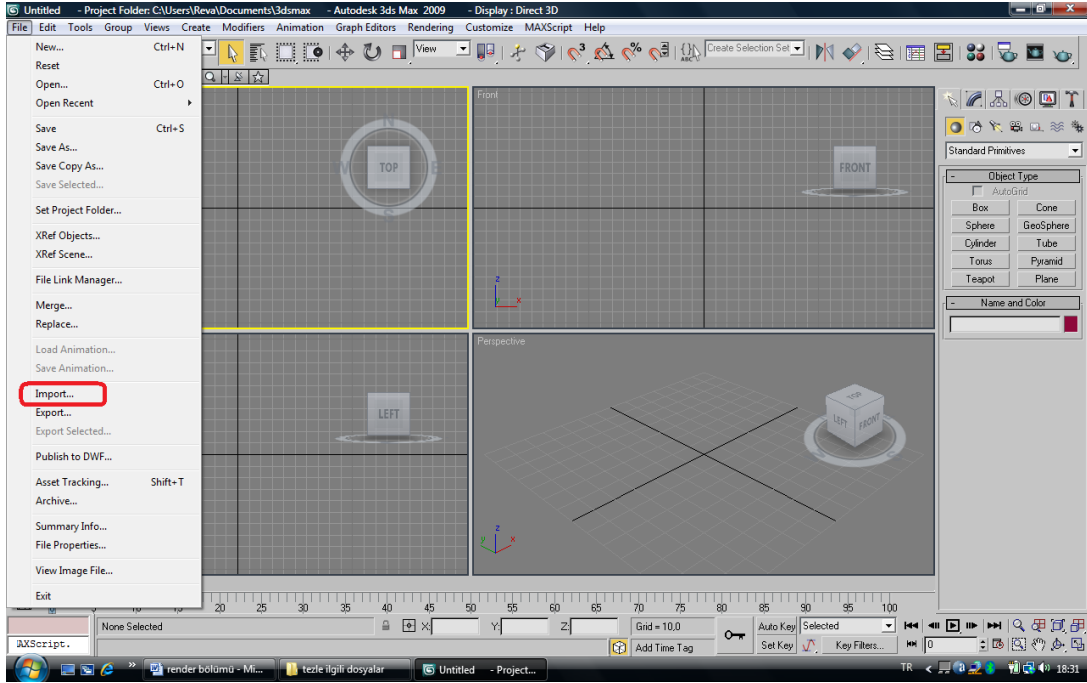 Untitled - Project Folder: C:\Users\Reva\Documents\3dsmax - Autodesk 3ds Max 2009 - Display : Direct 3D
File Edit Tools Group Views Create Modifiers Animation Graph Editors Rendering Customize MAXScript Help
New... Ctrl+N
Reset
Open... Ctrl+O
Open Recent
Save Ctrl+S
Save As...
Save Copy As...
Save Selected...
Set Project Folder...
XRef Objects...
XRef Scene...
File Link Manager...
Merge...
Replace...
Load Animation...
Save Animation...
Import...
Export...
Export Selected...
Publish to DWF...
Asset Tracking... Shift+T
Archive...
Summary Info...
File Properties...
View Image File...
Exit
View
3
%
ABC
Create Selection Set
N
W
TOP
E
S
Front
FRONT
z
y x
LEFT
Perspective
TOP
LEFT FRONT
z
y x
Standard Primitives
- Object Type
AutoGrid
Box Cone
Sphere GeoSphere
Cylinder Tube
Torus Pyramid
Teapot Plane
- Name and Color
20 25 30 35 40 45 50 55 60 65 70 75 80 85 90 95 100
None Selected X: Y: Z: Grid = 10,0 Auto Key Selected
MAXScript. Add Time Tag Set Key Key Filters... 0
render bölümü - Mi... tezle ilgili dosyalar Untitled - Project... TR 18:31